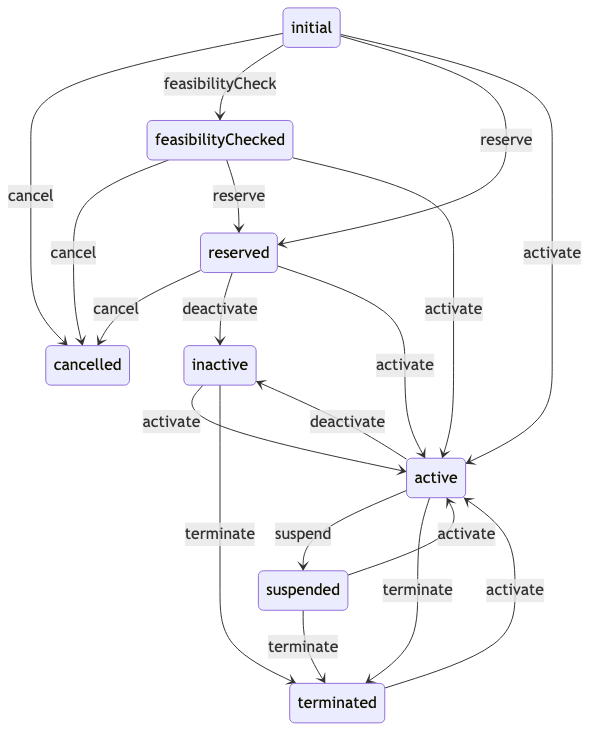 initial
feasibilityCheck
feasibilityChecked
reserve
cancel
reserve
cancel
activate
reserved
cancel
deactivate
activate
cancelled
inactive
activate
activate
deactivate
active
terminate
suspend
activate
suspended
terminate
activate
terminate
terminated